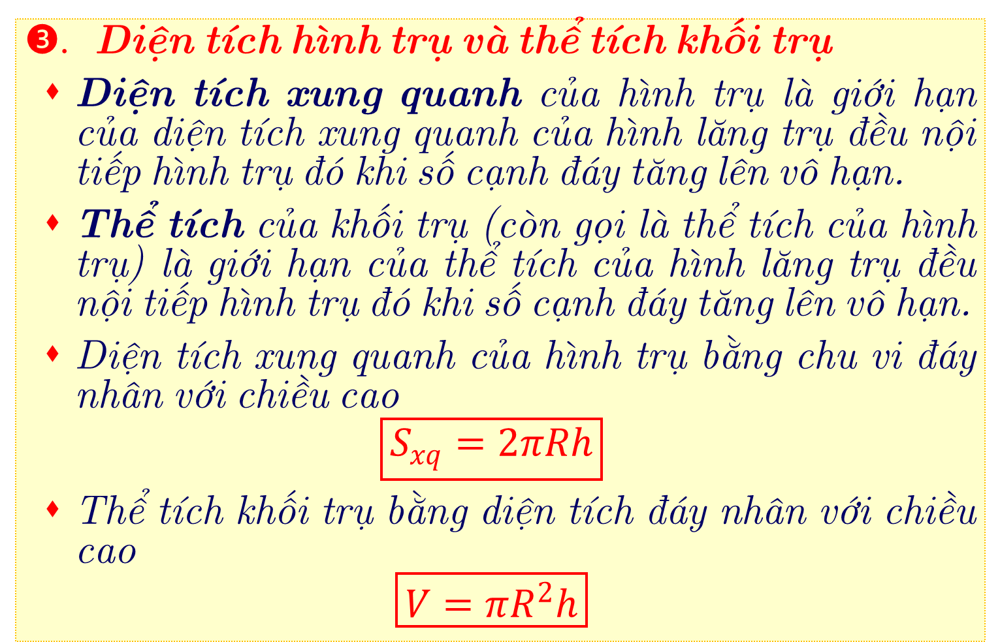 ❸. Diện tích hình trụ và thể tích khối trụ
♦ Diện tích xung quanh của hình trụ là giới hạn
của diện tích xung quanh của hình lăng trụ đều nội
tiếp hình trụ đó khi số cạnh đáy tăng lên vô hạn.
♦ Thể tích của khối trụ (còn gọi là thể tích của hình
trụ) là giới hạn của thể tích của hình lăng trụ đều
nội tiếp hình trụ đó khi số cạnh đáy tăng lên vô hạn.
♦ Diện tích xung quanh của hình trụ bằng chu vi đáy
nhân với chiều cao
S_{xq} = 2πRh
♦ Thể tích khối trụ bằng diện tích đáy nhân với chiều
cao
V = πR²h